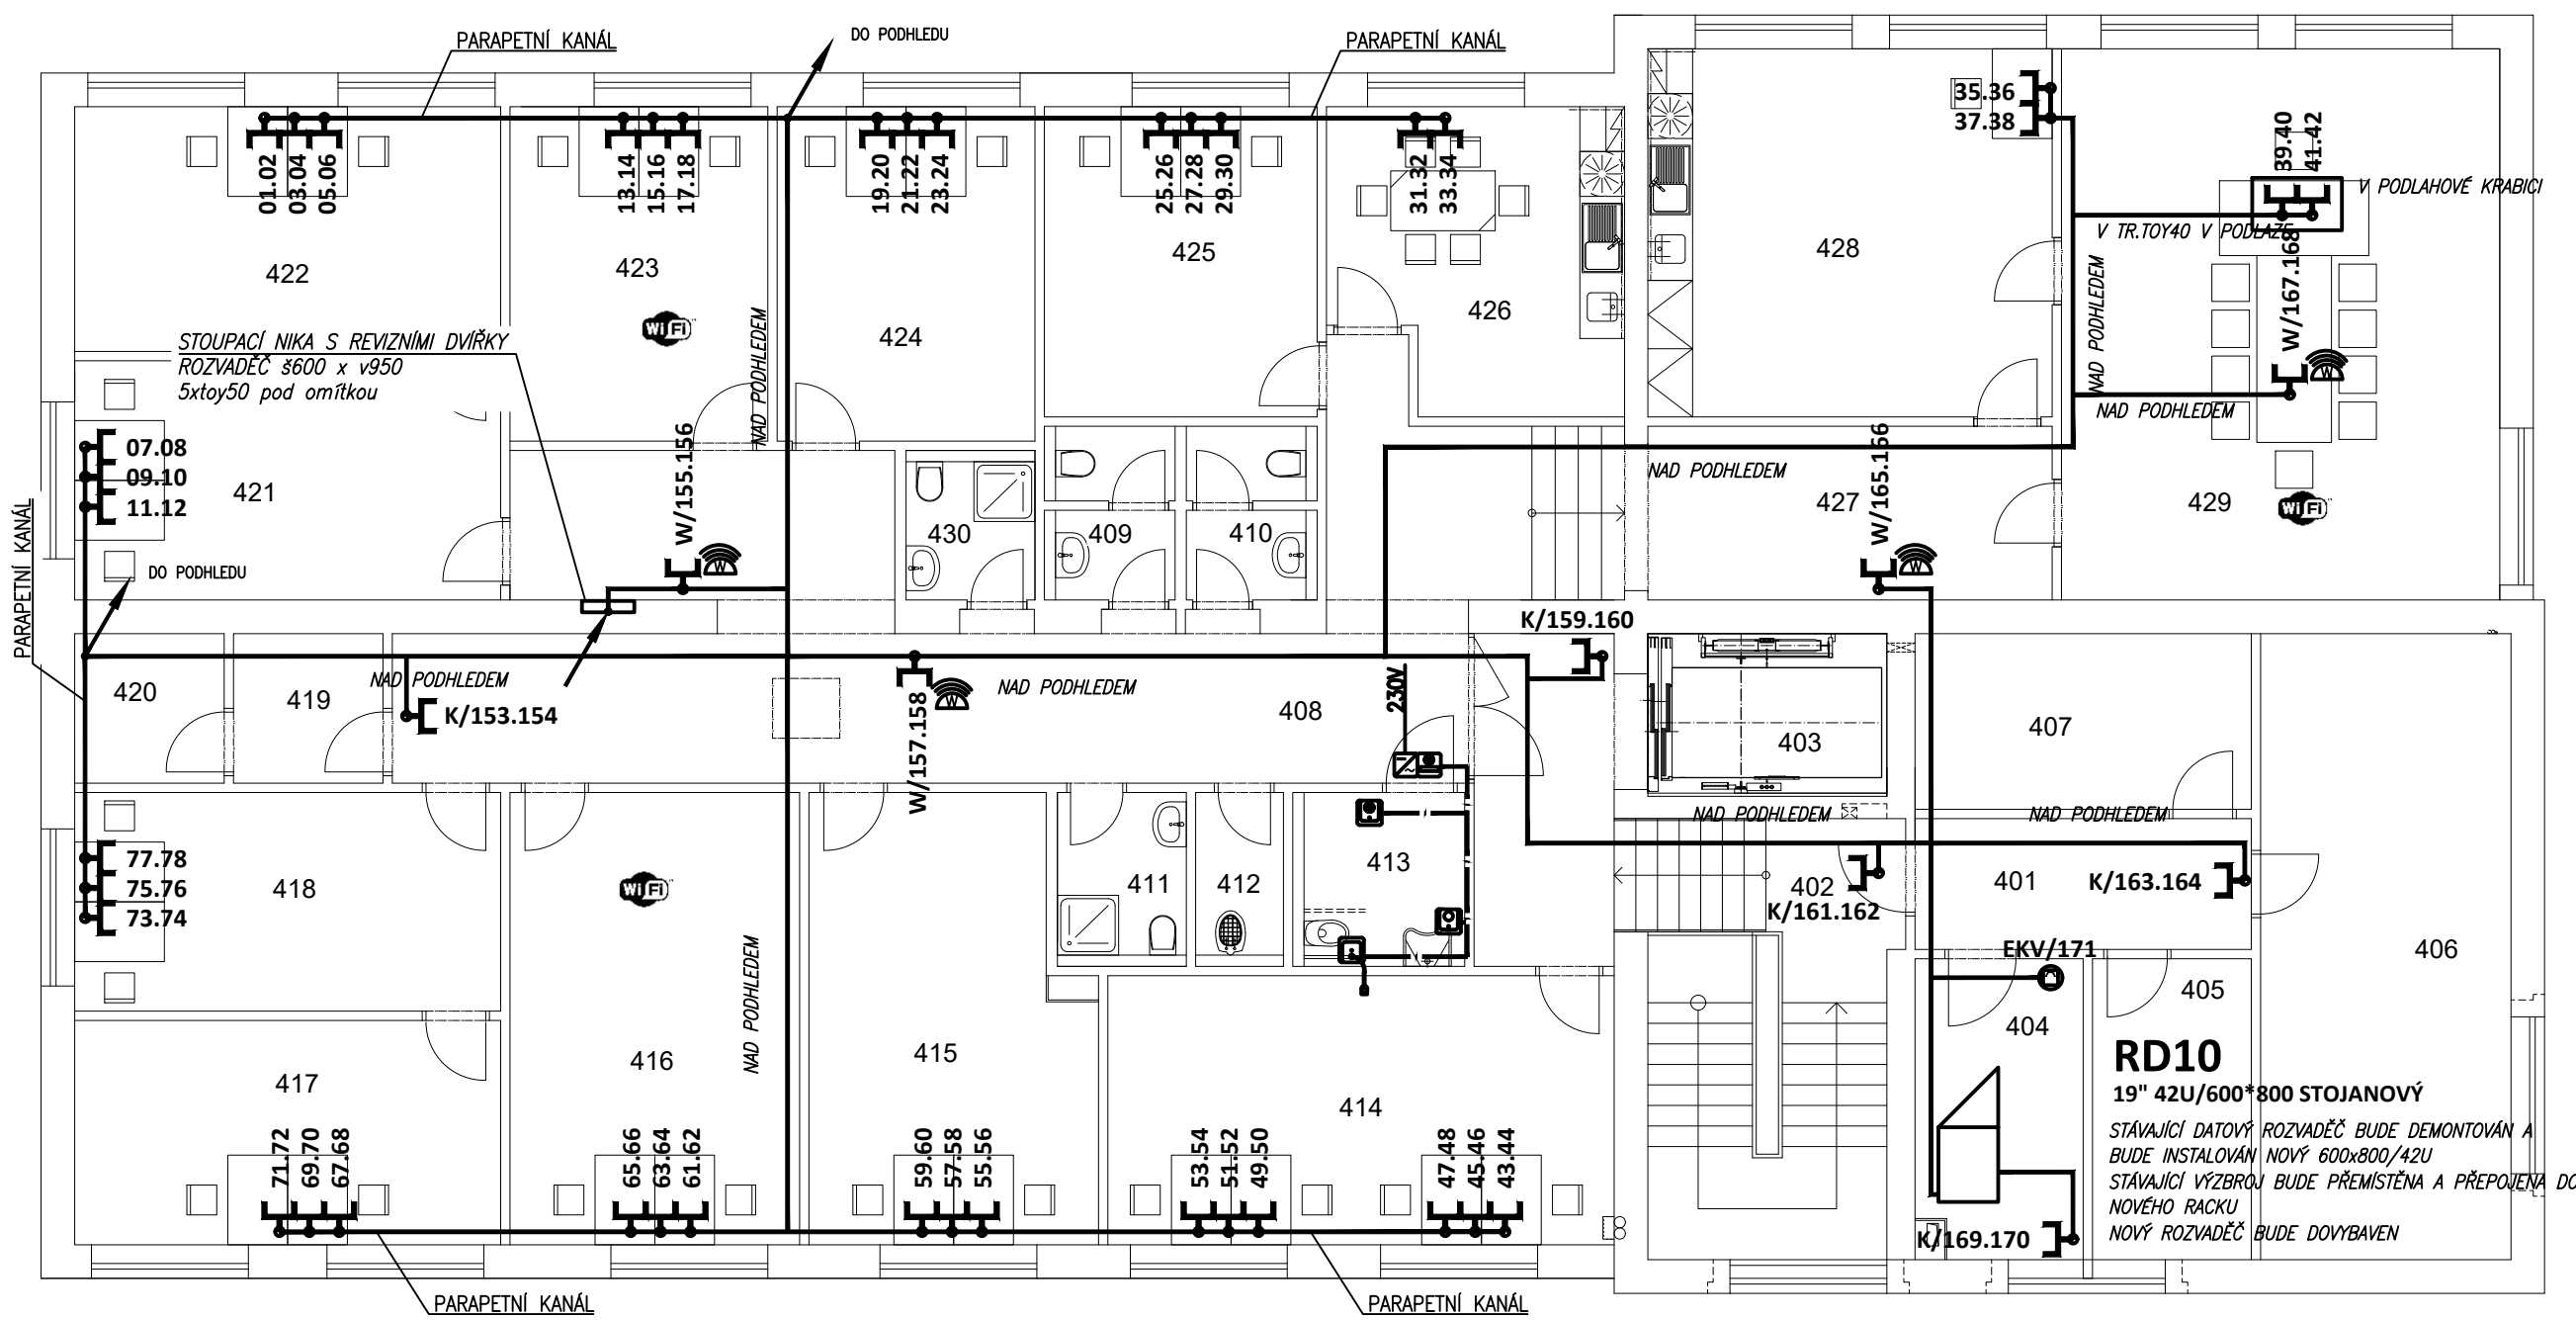 PARAPETNÍ KANÁL
DO PODHLEDU
PARAPETNÍ KANÁL
01.02
03.04
05.06
13.14
15.16
17.18
19.20
21.22
23.24
25.26
27.28
29.30
31.32
33.34
35.36
37.38
39.40
41.42
V PODLAHOVÉ KRABICI
V TR.TOY40 V PODLAZE
W/167.168
NAD PODHLEDEM
NAD PODHLEDEM
422
423
424
425
426
428
WiFi
NAD PODHLEDEM
STOUPACÍ NIKA S REVIZNÍMI DVÍŘKY
ROZVADĚČ š600 x v950
5xtoy50 pod omítkou
07.08
09.10
11.12
421
PARAPETNÍ KANÁL
DO PODHLEDU
W/155.156
430
409
410
NAD PODHLEDEM
427
W/165.166
W
429
WiFi
W
W
K/159.160
420
419
NAD PODHLEDEM
K/153.154
W/157.158
W
NAD PODHLEDEM
408
230V
403
407
NAD PODHLEDEM
NAD PODHLEDEM
77.78
75.76
73.74
418
WiFi
NAD PODHLEDEM
411
412
413
402
K/161.162
401
K/163.164
EKV/171
406
405
404
417
416
415
414
RD10
19" 42U/600*800 STOJANOVÝ
STÁVAJÍCÍ DATOVÝ ROZVADĚČ BUDE DEMONTOVÁN A
BUDE INSTALOVÁN NOVÝ 600x800/42U
STÁVAJÍCÍ VÝZBROJ BUDE PŘEMÍSTĚNA A PŘEPOJENA DO
NOVÉHO RACKU
NOVÝ ROZVADĚČ BUDE DOVYBAVEN
K/169.170
71.72
69.70
67.68
65.66
63.64
61.62
59.60
57.58
55.56
53.54
51.52
49.50
47.48
45.46
43.44
PARAPETNÍ KANÁL
PARAPETNÍ KANÁL